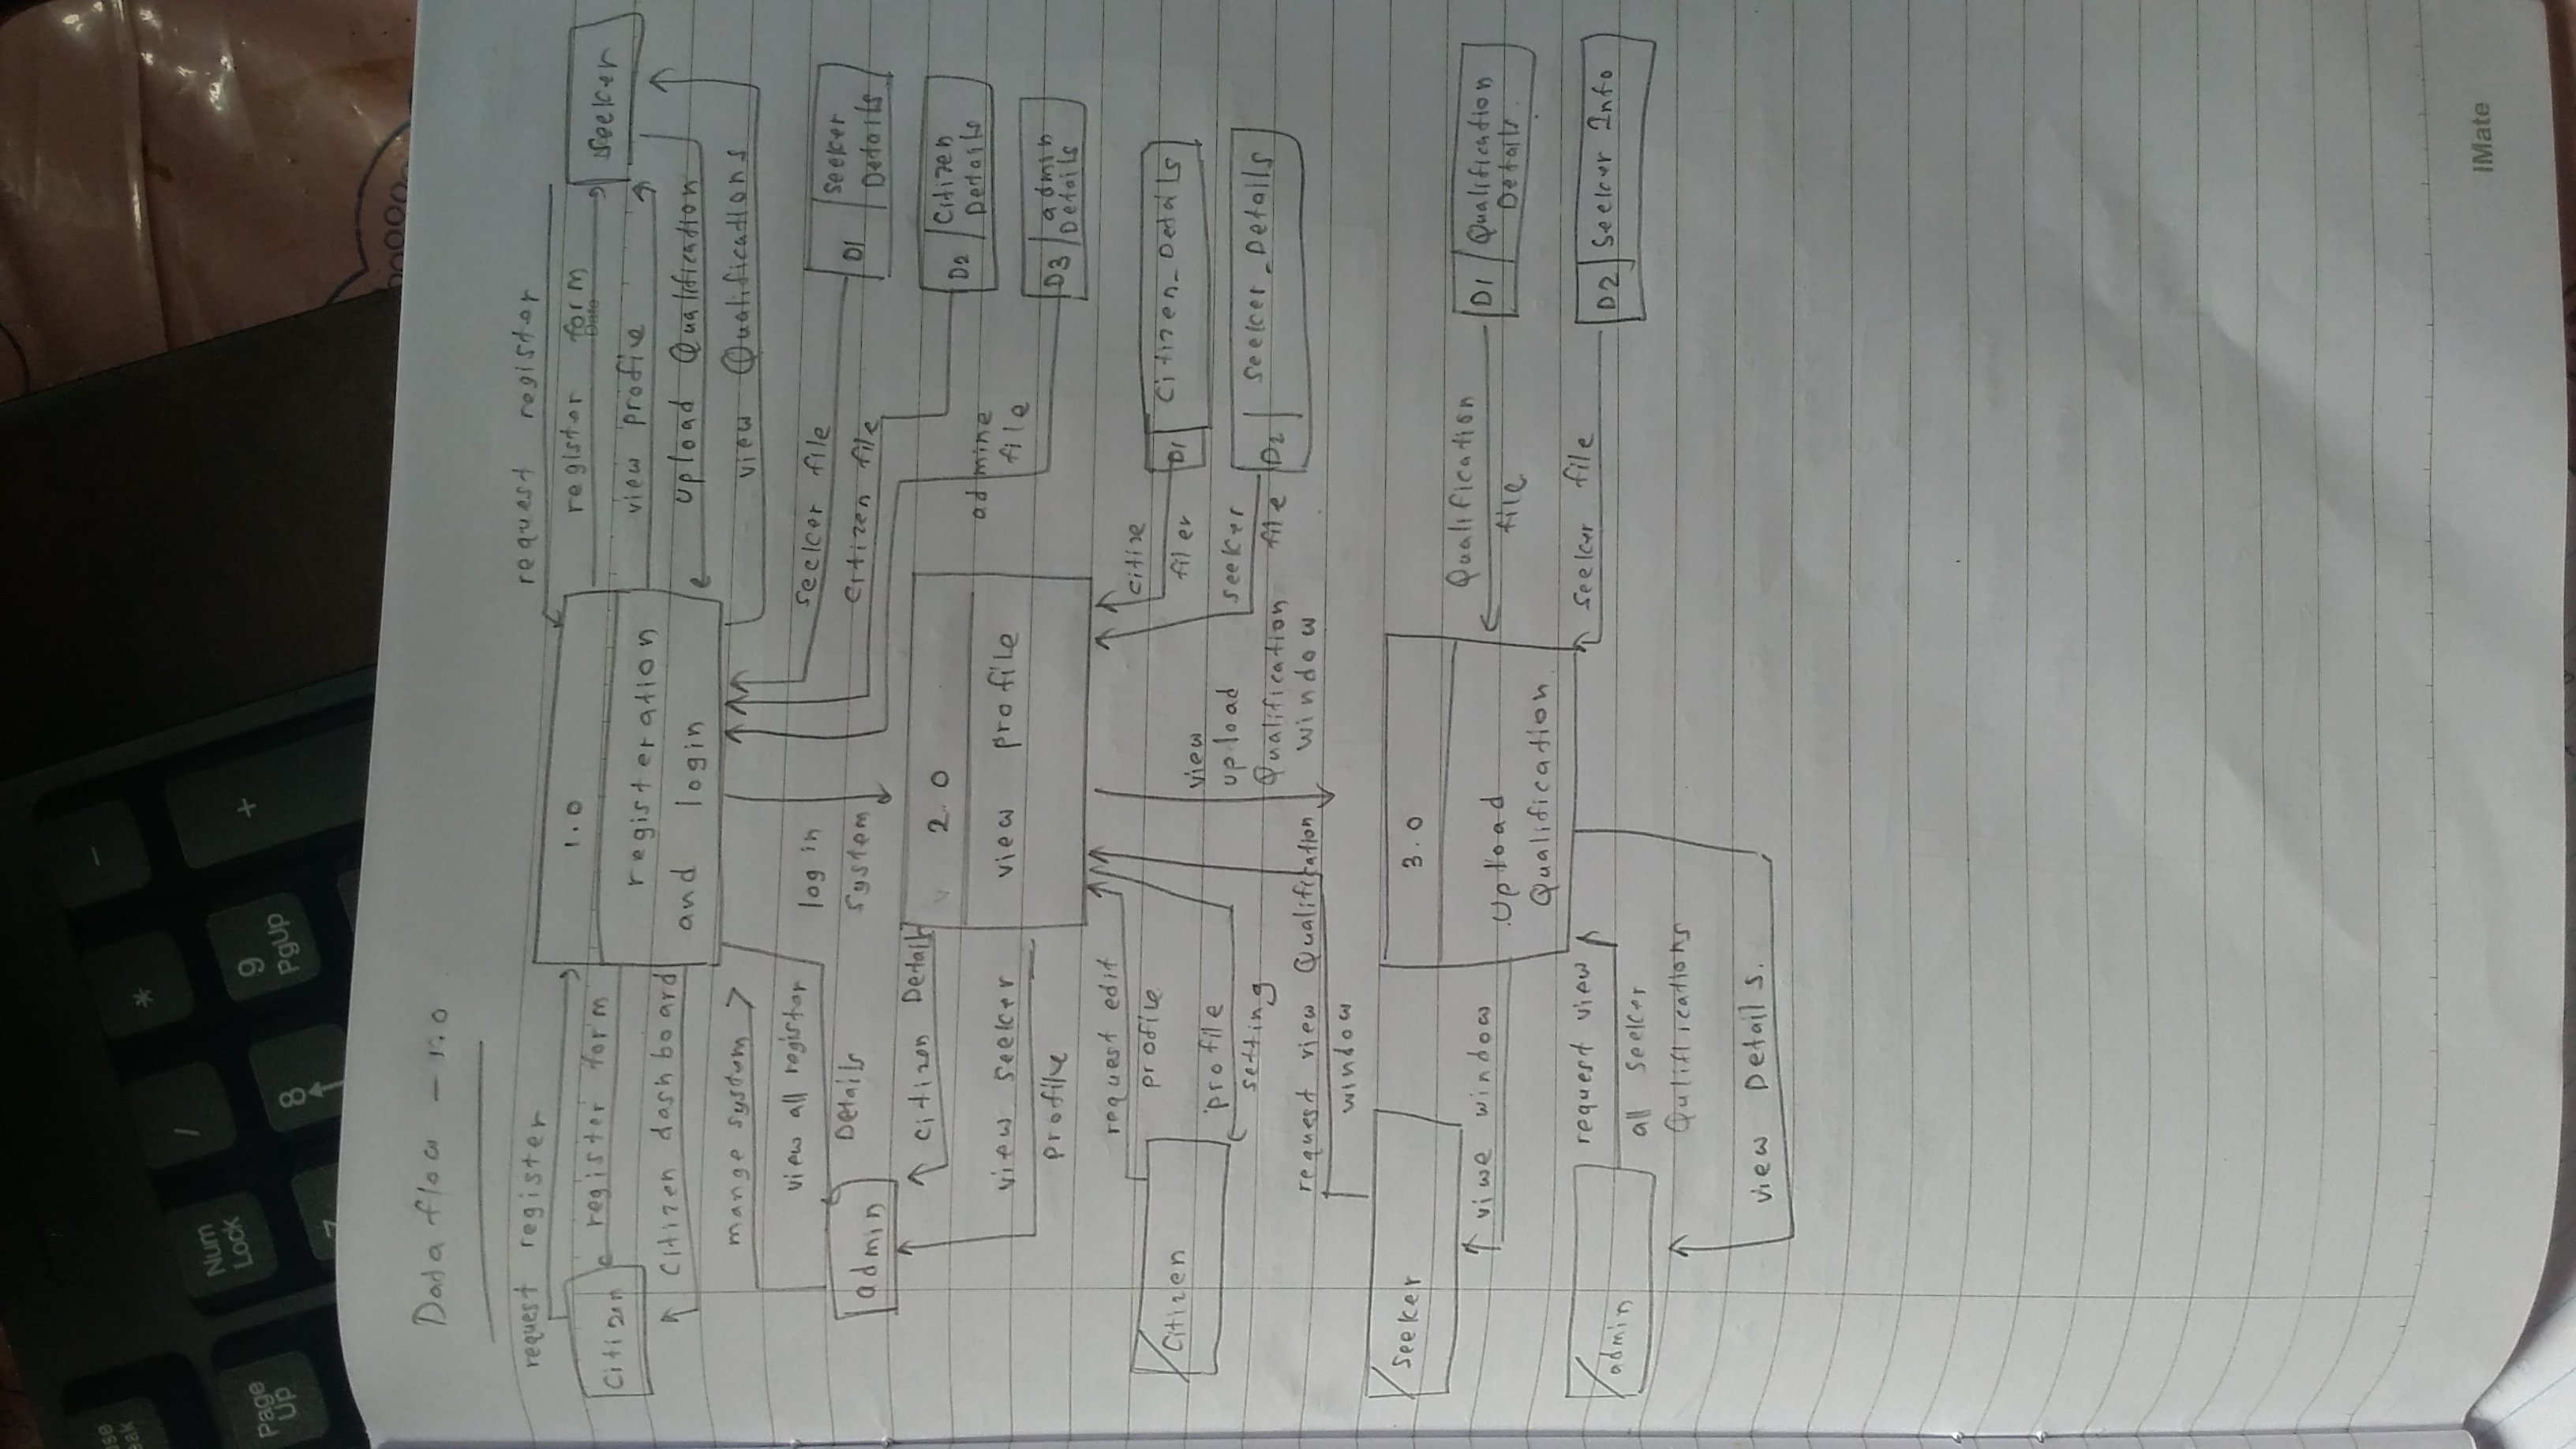 Num
Lock
/
*
-
Page
Up
8
9
PgUp
+
7
Data flow - 1.0
request register
request register
1.0
register form
Date
Citizen
register form
seeker
registeration
and login
view profile
Citizen dashboard
upload Qualification
mange system
view Qualifications
view all register
Details
log in
system
seeker file
D1
seeker
Details
admin
Citizen file
Citizen Details
2.0
view profile
D2
Citizen
Details
view seeker
profile
admine
file
D3
admin
Details
request edit
profile
citize
filer
D1
Citizen_Details
Citizen
profile
setting
view
upload
Qualification
window
seeker
file
D2
Seeker_Details
request view Qualification
window
Seeker
3.0
Qualification
file
D1
Qualification
Details.
viwe window
Upload
Qualification
request view
all seeker
Qulifications
seeker file
D2
Seeker Info
admin
view Details.
IMate